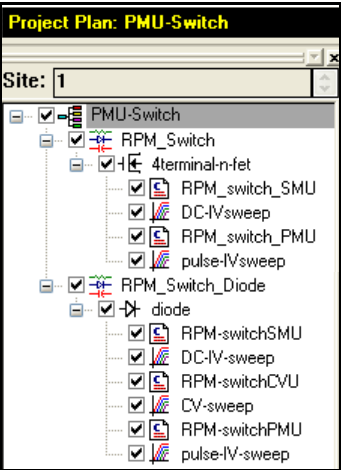 Project Plan: PMU-Switch
Site: 1
PMU-Switch
RPM_Switch
4terminal-n-fet
RPM_switch_SMU
DC-IVsweep
RPM_switch_PMU
pulse-IVsweep
RPM_Switch_Diode
diode
RPM-switchSMU
DC-IV-sweep
RPM-switchCVU
CV-sweep
RPM-switchPMU
pulse-IV-sweep